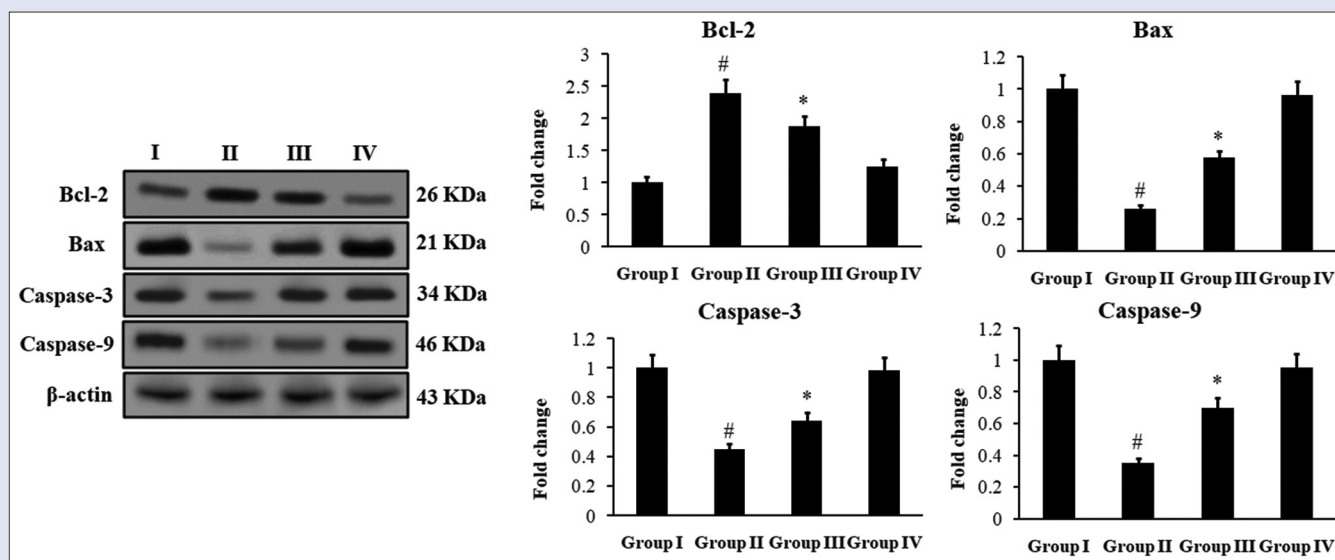 I II III IV
Bcl-2 26 KDa
Bax 21 KDa
Caspase-3 34 KDa
Caspase-9 46 KDa
β-actin 43 KDa
Bcl-2
Fold change
3
2.5
2
1.5
1
0.5
0
#
*
Group I Group II Group III Group IV
Bax
Fold change
1.2
1
0.8
0.6
0.4
0.2
0
#
*
Group I Group II Group III Group IV
Caspase-3
Fold change
1.2
1
0.8
0.6
0.4
0.2
0
#
*
Group I Group II Group III Group IV
Caspase-9
Fold change
1.2
1
0.8
0.6
0.4
0.2
0
#
*
Group I Group II Group III Group IV